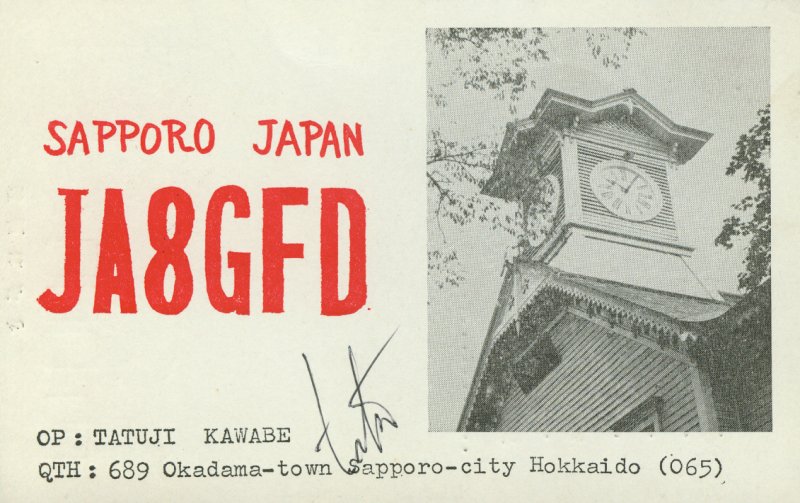 SAPPORO JAPAN
JA8GFD
OP: TATUJI KAWABE
QTH: 689 Okadama-town Sapporo-city Hokkaido (065)